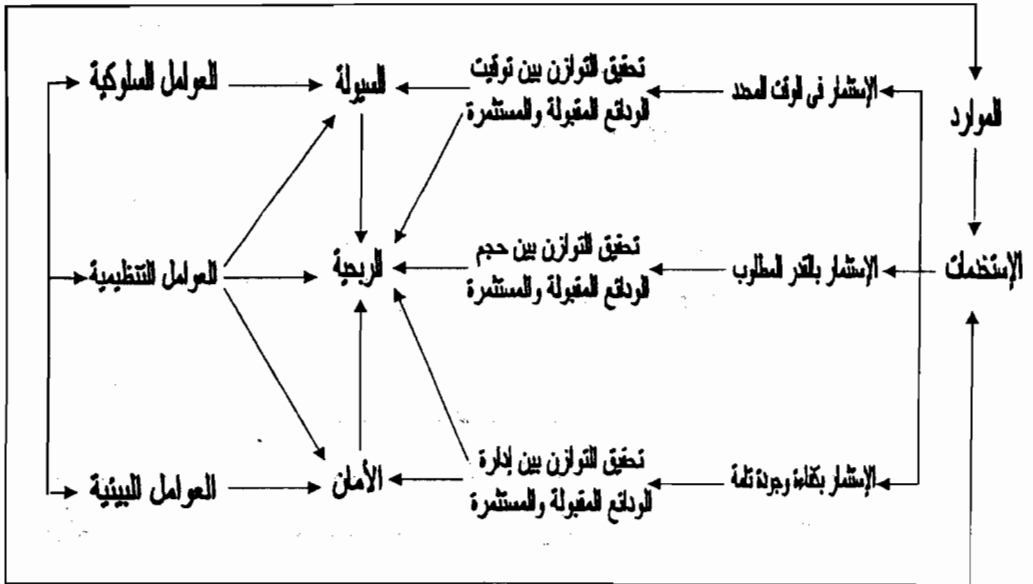 الموارد
الإستخدمات
الإستثمار فى الوقت المحدد
الإستثمار بالقدر المطلوب
الإستثمار بكفاءة وجودة تامة
تحقيق التوازن بين توقيت
الودائع المقبولة والمستثمرة
تحقيق التوازن بين حجم
الودائع المقبولة والمستثمرة
تحقيق التوازن بين إدارة
الودائع المقبولة والمستثمرة
السيولة
الربحية
الأمان
العوامل السلوكية
العوامل التنظيمية
العوامل البيئية